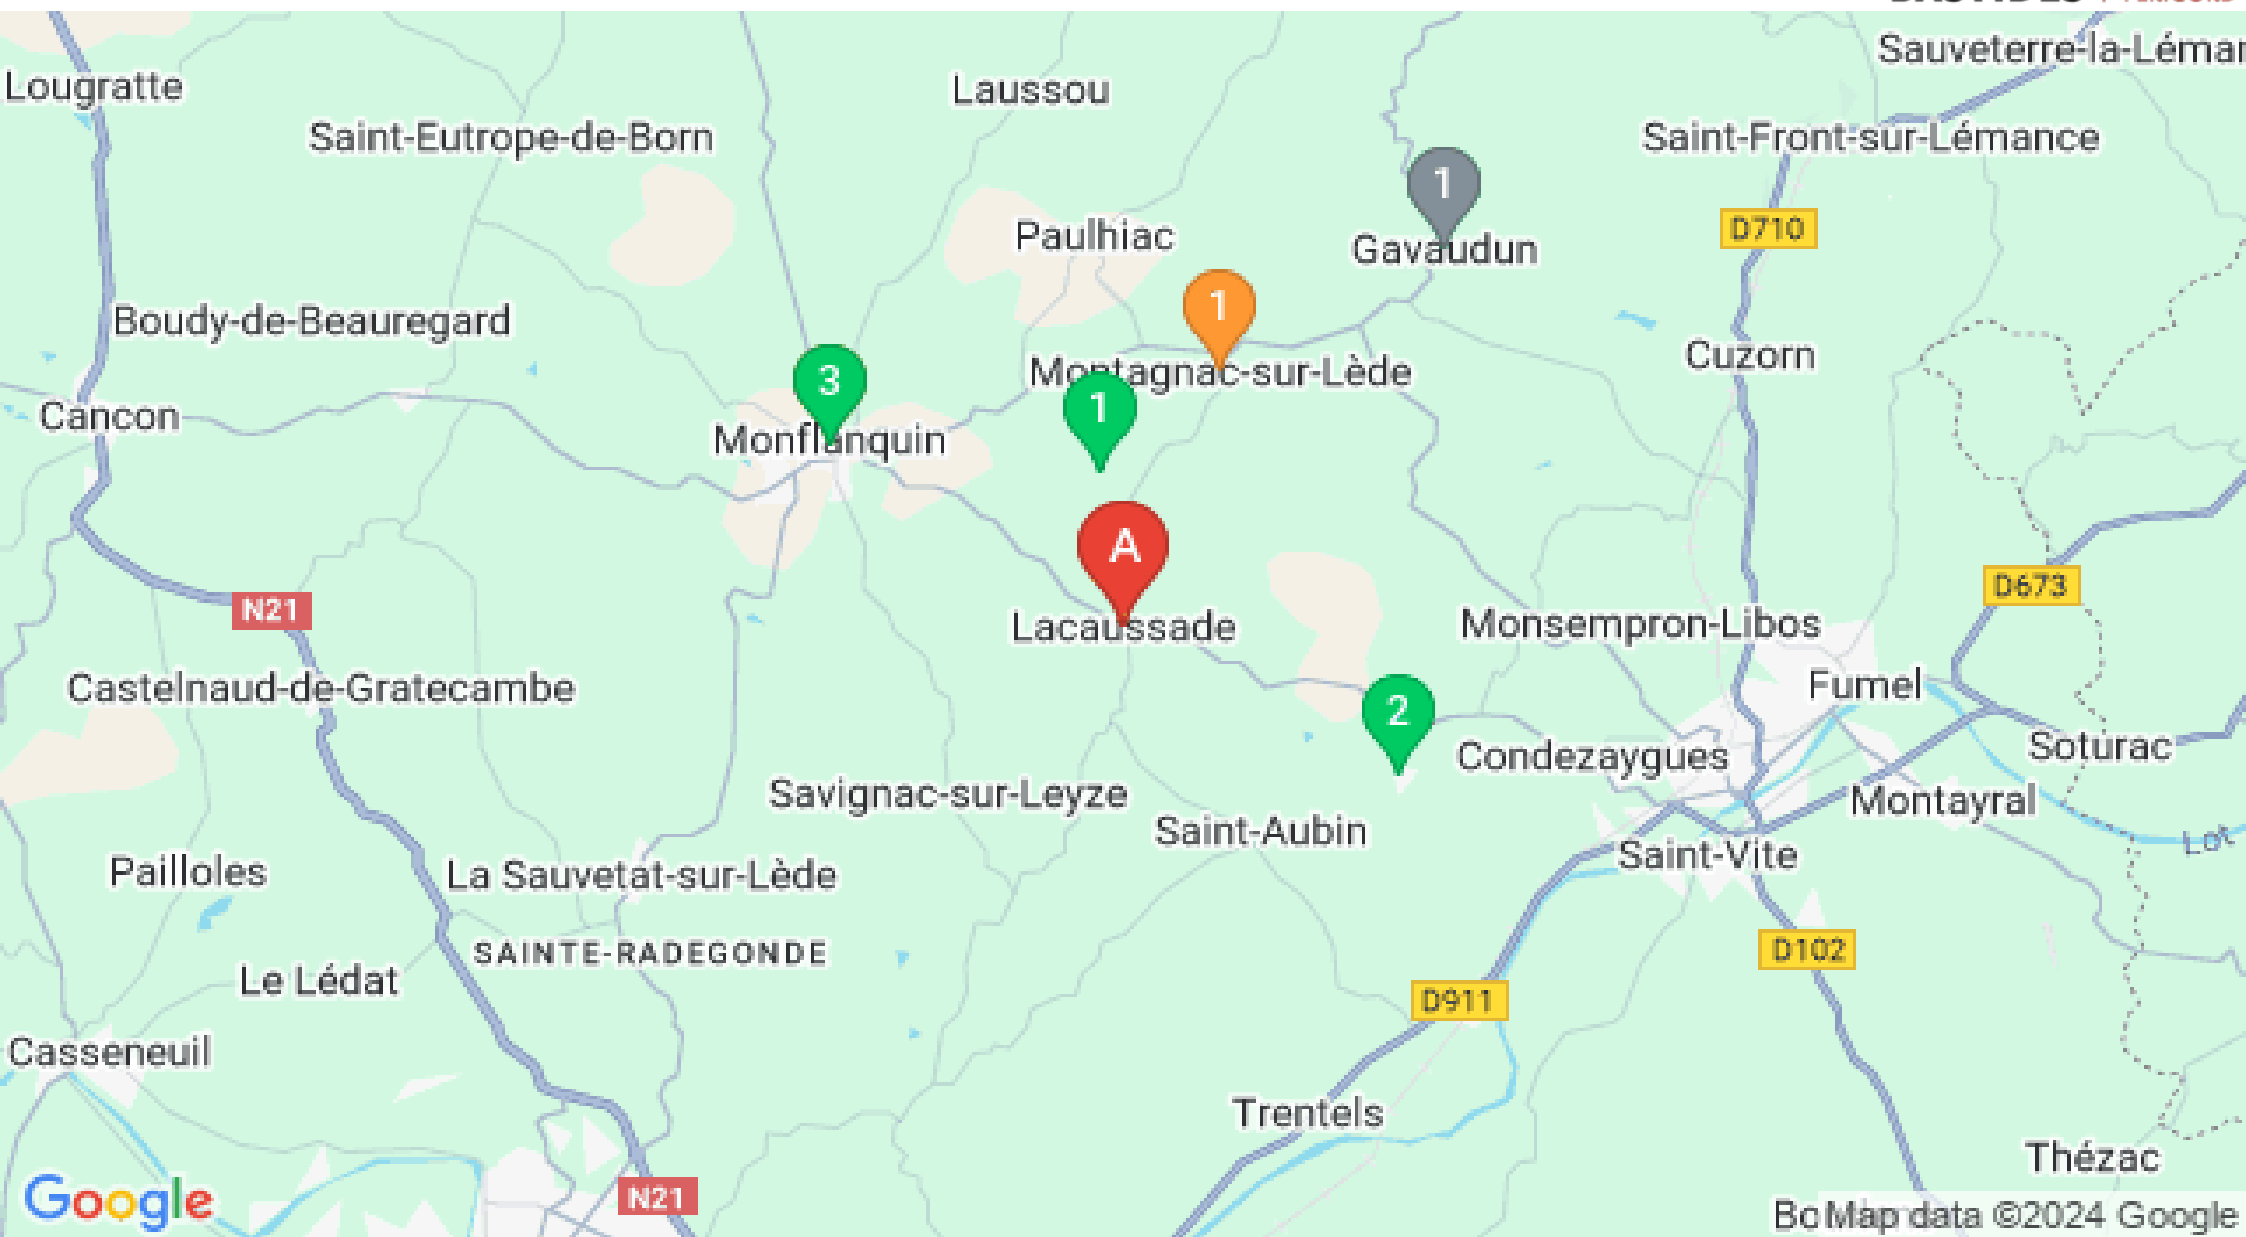 Sauveterre-la-Léman
Lougratte
Laussou
Saint-Eutrope-de-Born
Saint-Front-sur-Lémance
1
D710
Paulhiac
Gavaudun
1
Boudy-de-Beauregard
Cuzorn
Montagnac-sur-Lède
3
1
Cancon
Monflanquin
A
D673
N21
Lacaussade
Monsempron-Libos
Castelnaud-de-Gratecambe
Fumel
2
Soturac
Condezaygues
Savignac-sur-Leyze
Montayral
Saint-Aubin
Lot
Saint-Vite
Pailloles
La Sauvetat-sur-Lède
SAINTE-RADEGONDE
D102
Le Lédat
D911
Casseneuil
Trentels
Thézac
Google
N21
Map data ©2024 Google